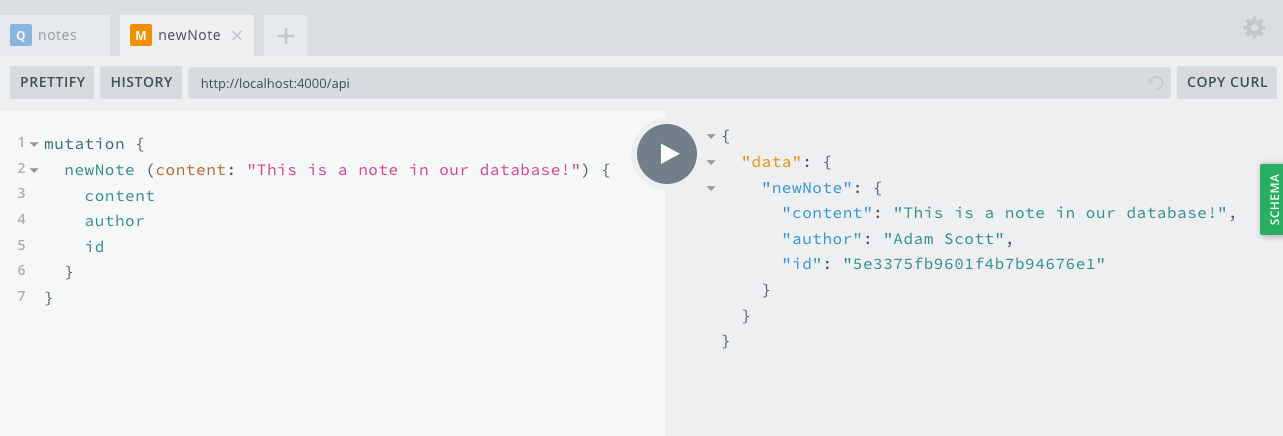 Q notes
M newNote × +
PRETTIFY HISTORY http://localhost:4000/api COPY CURL
1 mutation {
2 newNote (content: "This is a note in our database!") {
3 content
4 author
5 id
6 }
7 }
{
"data": {
"newNote": {
"content": "This is a note in our database!",
"author": "Adam Scott",
"id": "5e3375fb9601f4b7b94676e1"
}
}
}
SCHEMA